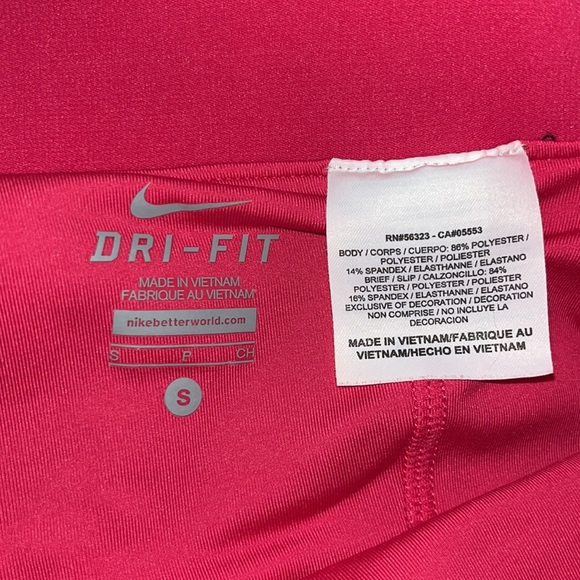 DRI-FIT
MADE IN VIETNAM
FABRIQUE AU VIETNAM
nikebetterworld.com
S P CH
S
RN#56323 - CA#05553
BODY / CORPS / CUERPO: 86% POLYESTER /
POLYESTER / POLIESTER
14% SPANDEX / ELASTHANNE / ELASTANO
BRIEF / SLIP / CALZONCILLO: 84%
POLYESTER / POLYESTER / POLIESTER
16% SPANDEX / ELASTHANNE / ELASTANO
EXCLUSIVE OF DECORATION / DECORATION
NON COMPRISE / NO INCLUYE LA
DECORACION
MADE IN VIETNAM/FABRIQUE AU
VIETNAM/HECHO EN VIETNAM